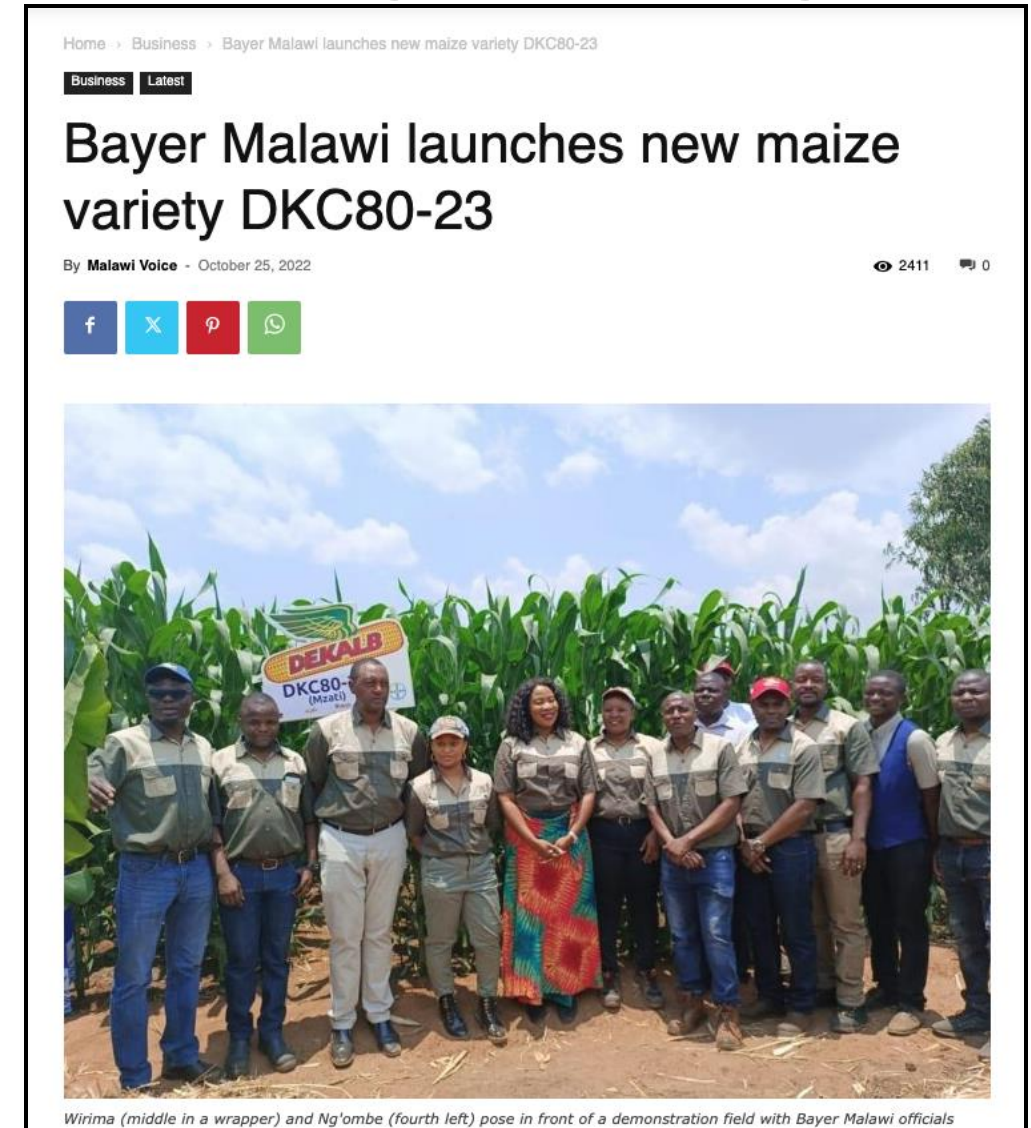 Home › Business › Bayer Malawi launches new maize variety DKC80-23
Business Latest
Bayer Malawi launches new maize
variety DKC80-23
By Malawi Voice - October 25, 2022 2411 0
DEKALB
DKC80-
(Mzati)
Wirima (middle in a wrapper) and Ng'ombe (fourth left) pose in front of a demonstration field with Bayer Malawi officials